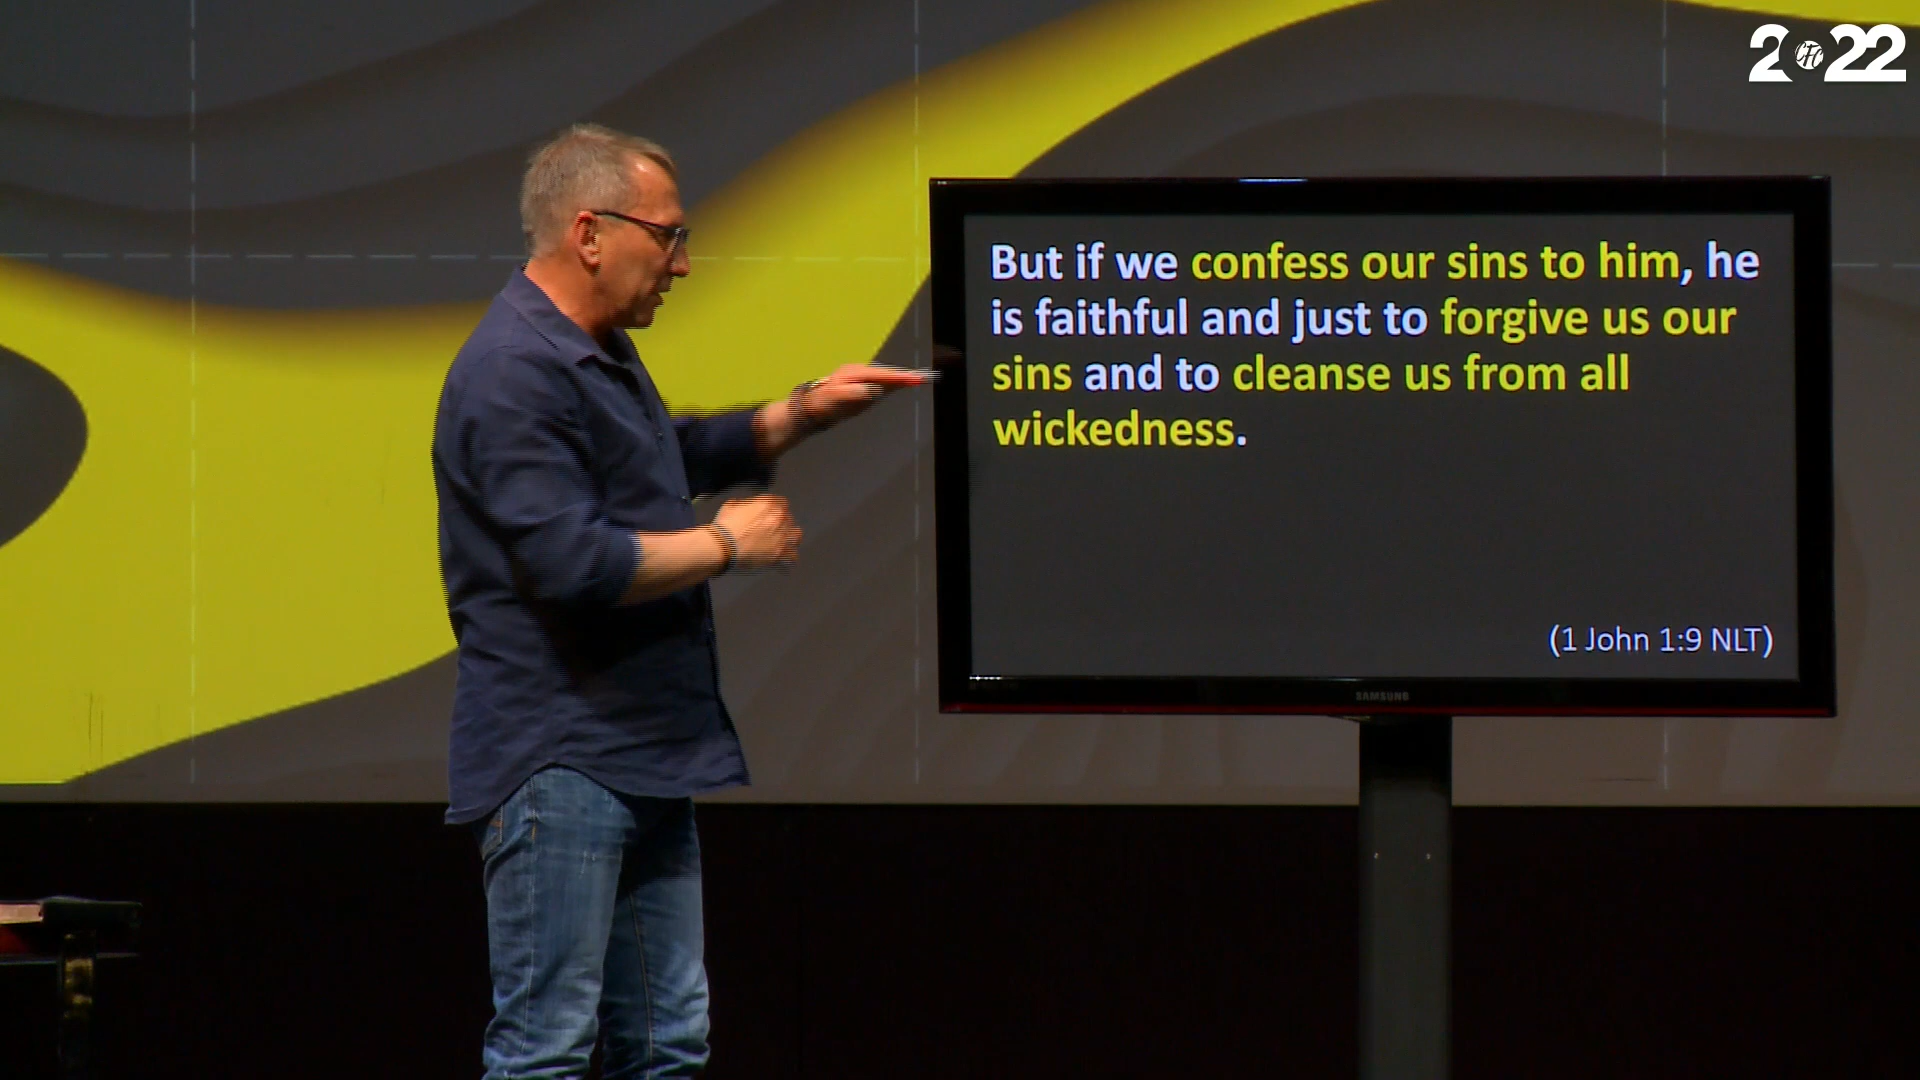 2022
But if we confess our sins to him, he
is faithful and just to forgive us our
sins and to cleanse us from all
wickedness.
(1 John 1:9 NLT)
SAMSUNG